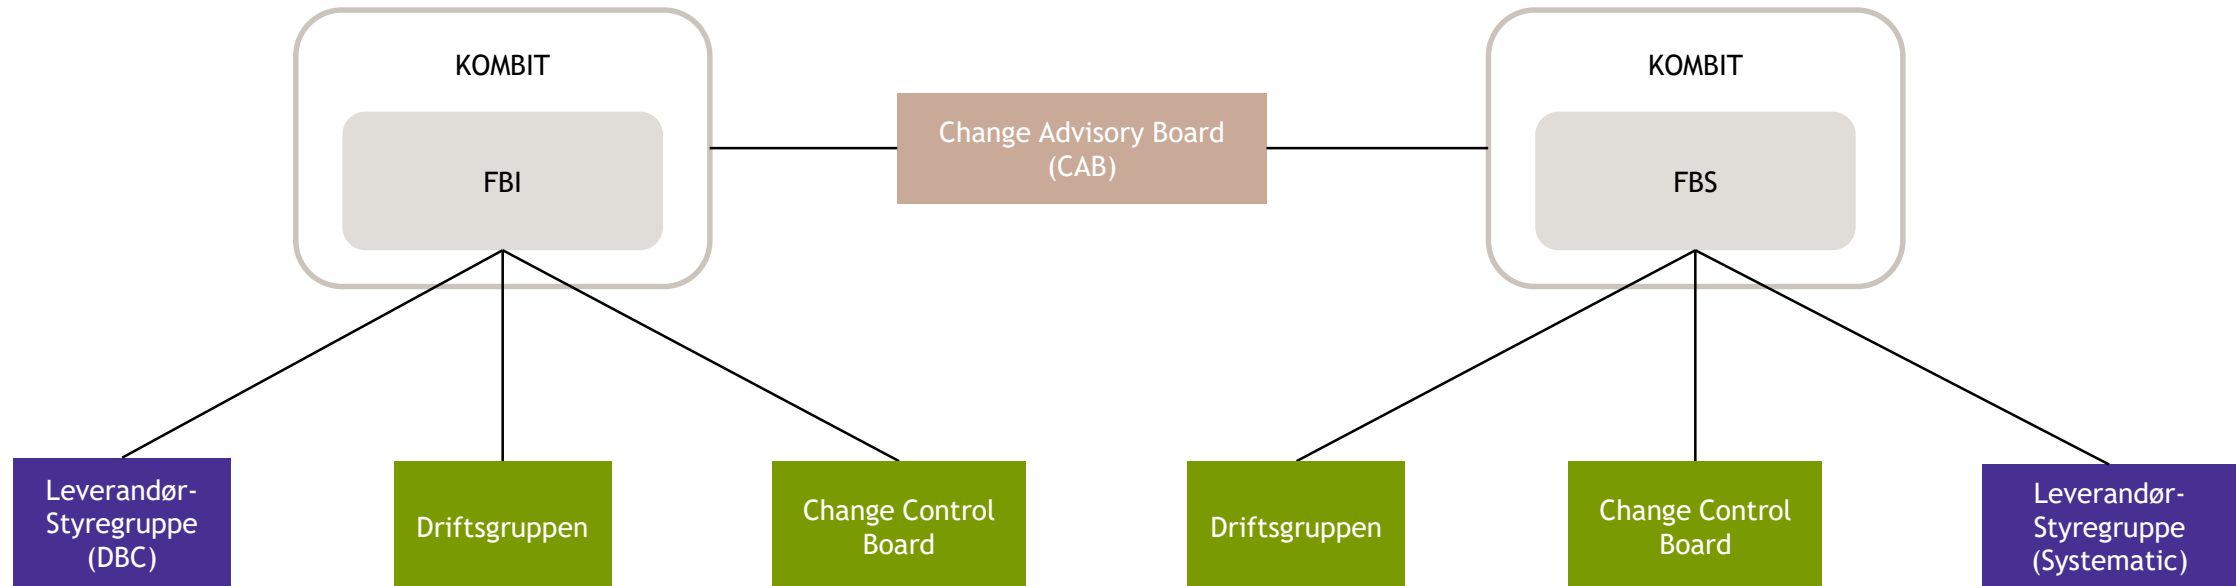 KOMBIT
FBI
Change Advisory Board
(CAB)
KOMBIT
FBS
Leverandør-
Styregruppe
(DBC)
Driftsgruppen
Change Control
Board
Driftsgruppen
Change Control
Board
Leverandør-
Styregruppe
(Systematic)